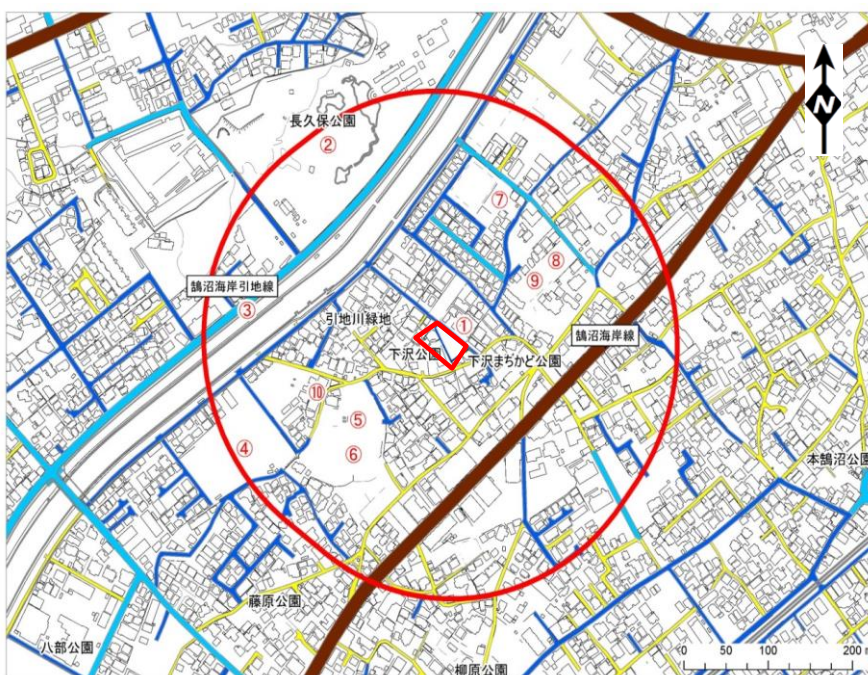 N
長久保公園
②
⑦
⑧
⑨
鵠沼海岸引地線
③
引地川緑地
①
鵠沼海岸線
下沢公園
下沢まちかど公園
⑩
⑤
④
⑥
本鵠沼公園
藤原公園
八部公園
柳原公園
0 50 100 200 m